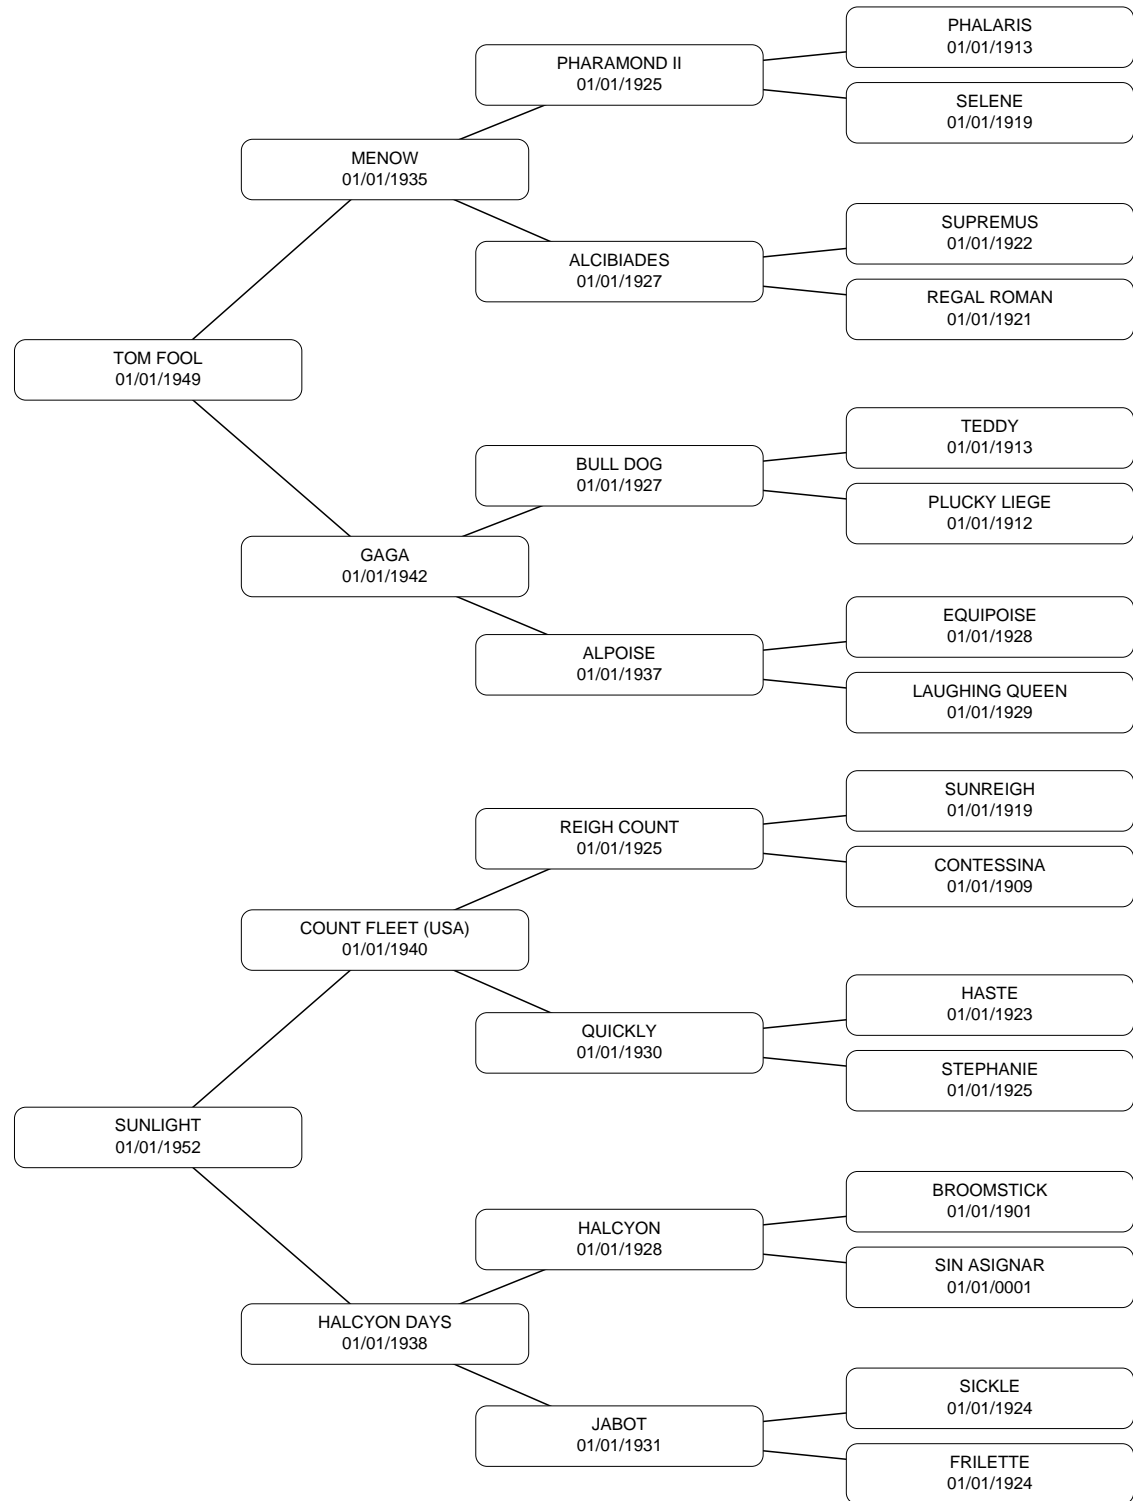 PHALARIS
01/01/1913
PHARAMOND II
01/01/1925
SELENE
01/01/1919
MENOW
01/01/1935
SUPREMUS
01/01/1922
ALCIBIADES
01/01/1927
REGAL ROMAN
01/01/1921
TOM FOOL
01/01/1949
TEDDY
01/01/1913
BULL DOG
01/01/1927
PLUCKY LIEGE
01/01/1912
GAGA
01/01/1942
EQUIPOISE
01/01/1928
ALPOISE
01/01/1937
LAUGHING QUEEN
01/01/1929
SUNREIGH
01/01/1919
REIGH COUNT
01/01/1925
CONTESSINA
01/01/1909
COUNT FLEET (USA)
01/01/1940
HASTE
01/01/1923
QUICKLY
01/01/1930
STEPHANIE
01/01/1925
SUNLIGHT
01/01/1952
BROOMSTICK
01/01/1901
HALCYON
01/01/1928
SIN ASIGNAR
01/01/0001
HALCYON DAYS
01/01/1938
SICKLE
01/01/1924
JABOT
01/01/1931
FRILETTE
01/01/1924